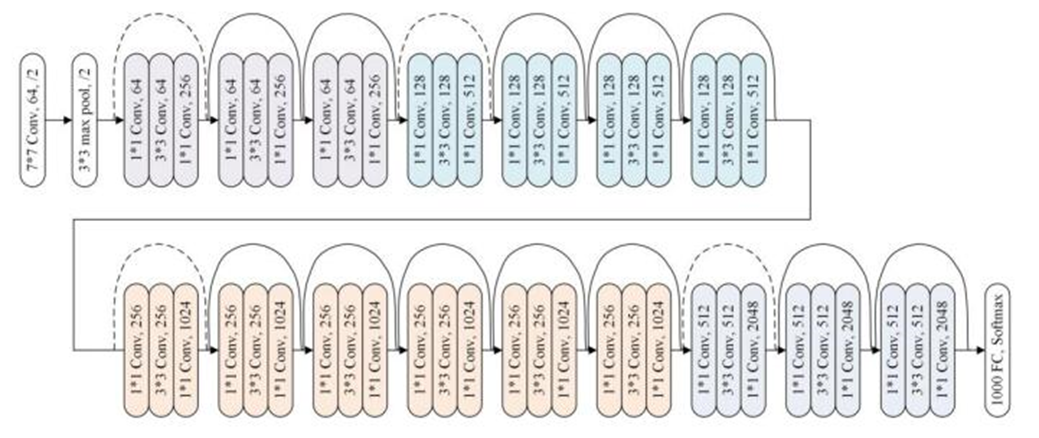 7*7 Conv, 64, /2
3*3 max pool, /2
1*1 Conv, 64
3*3 Conv, 64
1*1 Conv, 256
1*1 Conv, 64
3*3 Conv, 64
1*1 Conv, 256
1*1 Conv, 64
3*3 Conv, 64
1*1 Conv, 256
1*1 Conv, 128
3*3 Conv, 128
1*1 Conv, 512
1*1 Conv, 128
3*3 Conv, 128
1*1 Conv, 512
1*1 Conv, 128
3*3 Conv, 128
1*1 Conv, 512
1*1 Conv, 128
3*3 Conv, 128
1*1 Conv, 512
1*1 Conv, 256
3*3 Conv, 256
1*1 Conv, 1024
1*1 Conv, 256
3*3 Conv, 256
1*1 Conv, 1024
1*1 Conv, 256
3*3 Conv, 256
1*1 Conv, 1024
1*1 Conv, 256
3*3 Conv, 256
1*1 Conv, 1024
1*1 Conv, 256
3*3 Conv, 256
1*1 Conv, 1024
1*1 Conv, 256
3*3 Conv, 256
1*1 Conv, 1024
1*1 Conv, 512
3*3 Conv, 512
1*1 Conv, 2048
1*1 Conv, 512
3*3 Conv, 512
1*1 Conv, 2048
1*1 Conv, 512
3*3 Conv, 512
1*1 Conv, 2048
1000 FC, Softmax